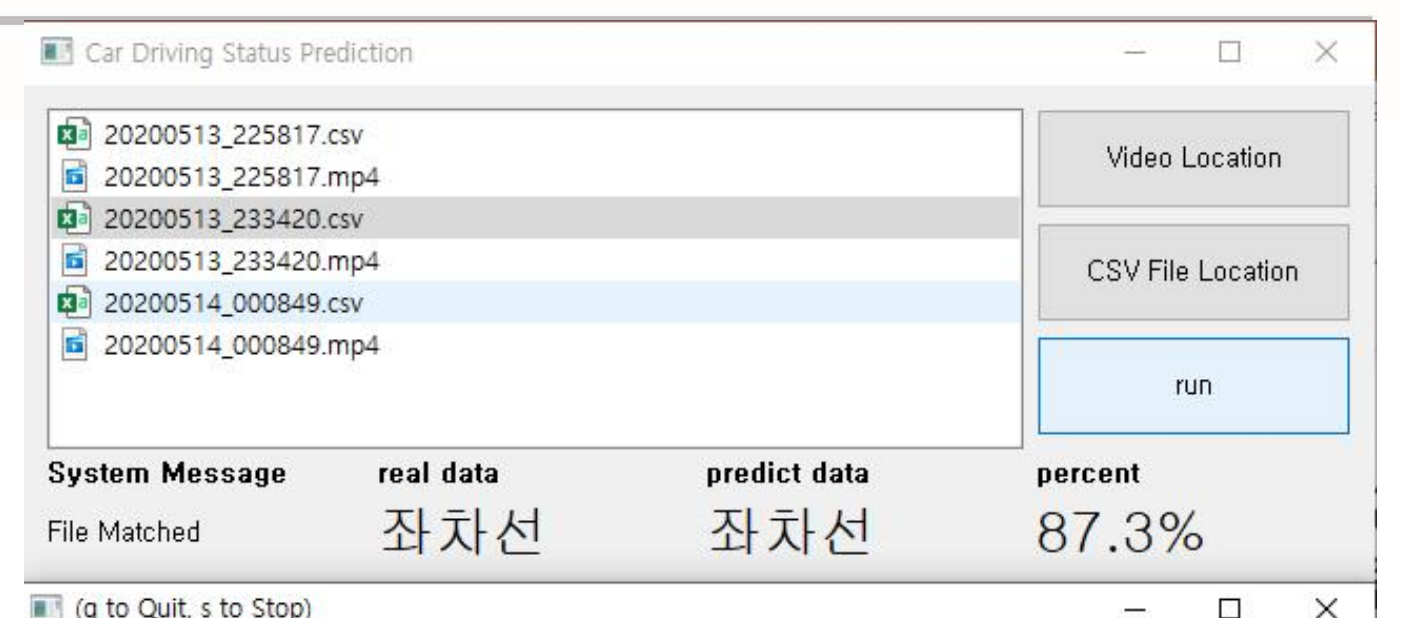 Car Driving Status Prediction
20200513_225817.csv
20200513_225817.mp4
20200513_233420.csv
20200513_233420.mp4
20200514_000849.csv
20200514_000849.mp4
Video Location
CSV File Location
run
System Message real data predict data percent
File Matched 좌차선 좌차선 87.3%
(q to Quit, s to Stop)